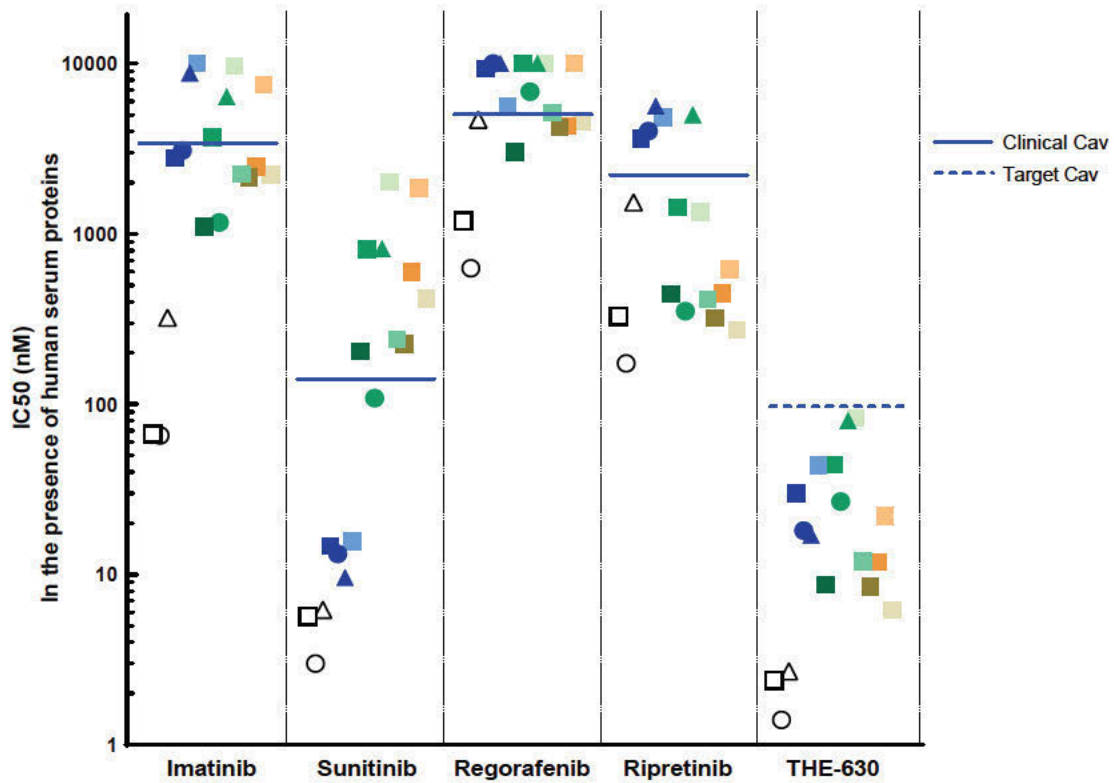 IC50 (nM)
In the presence of human serum proteins
10000
1000
100
10
1
Clinical Cav
Target Cav
Imatinib
Sunitinib
Regorafenib
Ripretinib
THE-630